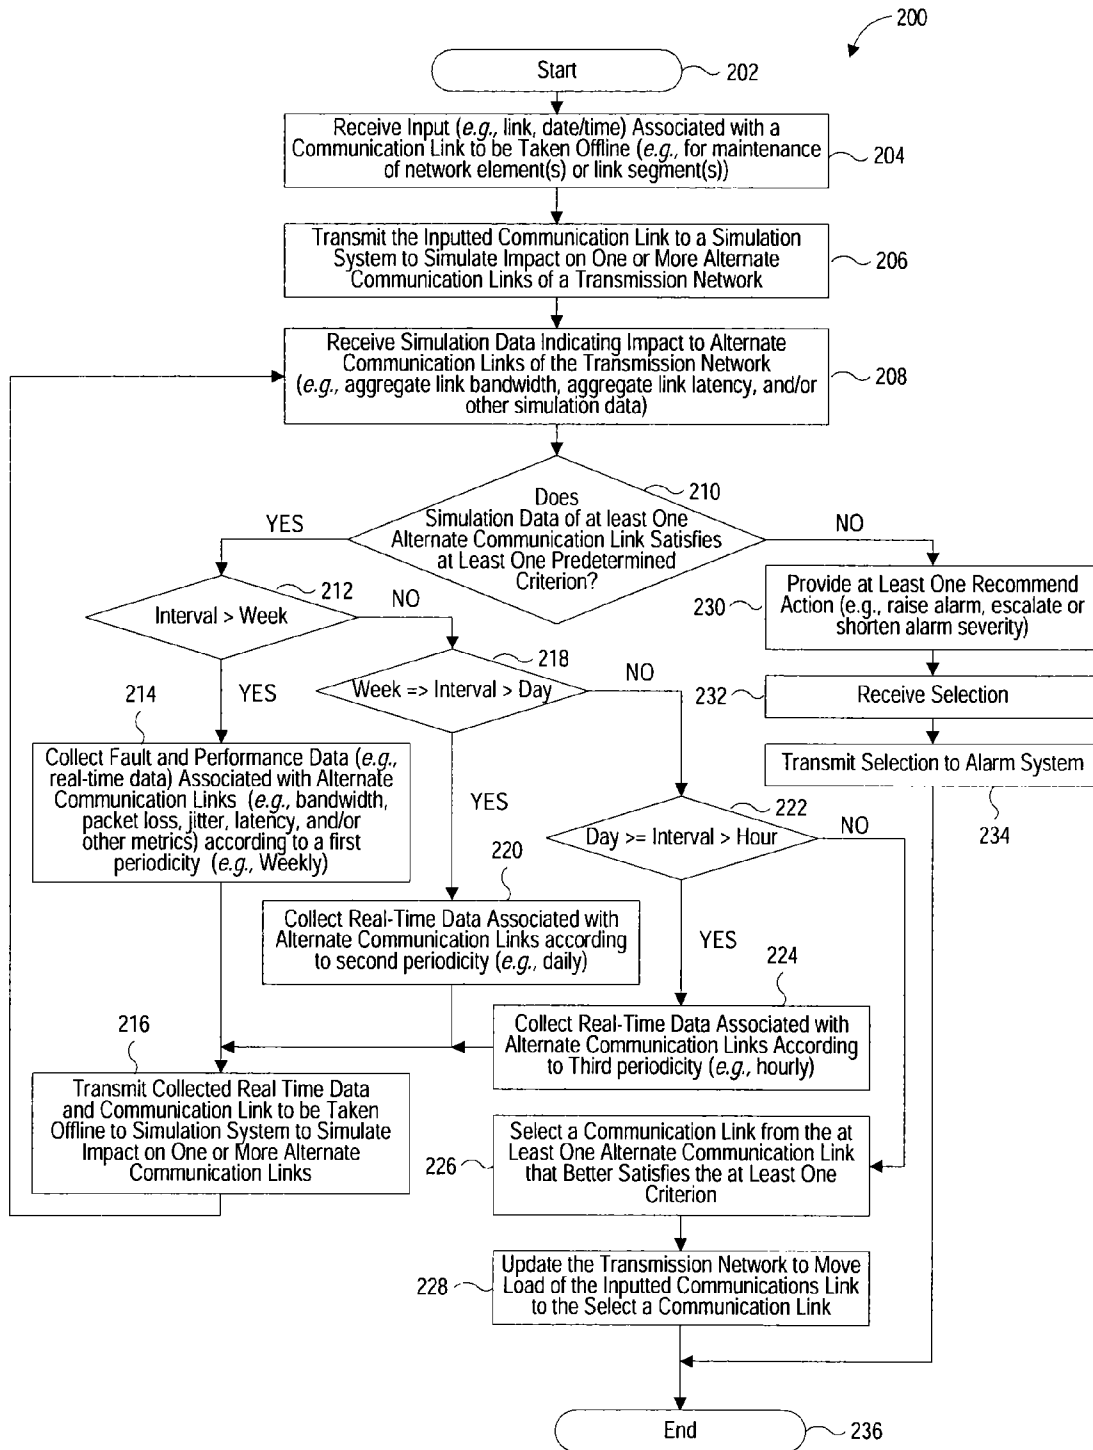 200
Start
202
Receive Input (e.g., link, date/time) Associated with a
Communication Link to be Taken Offline (e.g., for maintenance
of network element(s) or link segment(s))
204
Transmit the Inputted Communication Link to a Simulation
System to Simulate Impact on One or More Alternate
Communication Links of a Transmission Network
206
Receive Simulation Data Indicating Impact to Alternate
Communication Links of the Transmission Network
(e.g., aggregate link bandwidth, aggregate link latency, and/or
other simulation data)
208
210
Does
Simulation Data of at least One
Alternate Communication Link Satisfies
at Least One Predetermined
Criterion?
YES
NO
212
Interval > Week
NO
YES
230
Provide at Least One Recommend
Action (e.g., raise alarm, escalate or
shorten alarm severity)
218
Week => Interval > Day
NO
YES
232
Receive Selection
214
Collect Fault and Performance Data (e.g.,
real-time data) Associated with Alternate
Communication Links (e.g., bandwidth,
packet loss, jitter, latency, and/or
other metrics) according to a first
periodicity (e.g., Weekly)
Transmit Selection to Alarm System
234
222
Day >= Interval > Hour
NO
YES
220
Collect Real-Time Data Associated with
Alternate Communication Links according
to second periodicity (e.g., daily)
224
Collect Real-Time Data Associated with
Alternate Communication Links According
to Third periodicity (e.g., hourly)
216
Transmit Collected Real Time Data
and Communication Link to be Taken
Offline to Simulation System to Simulate
Impact on One or More Alternate
Communication Links
226
Select a Communication Link from the at
Least One Alternate Communication Link
that Better Satisfies the at Least One
Criterion
228
Update the Transmission Network to Move
Load of the Inputted Communications Link
to the Select a Communication Link
End
236